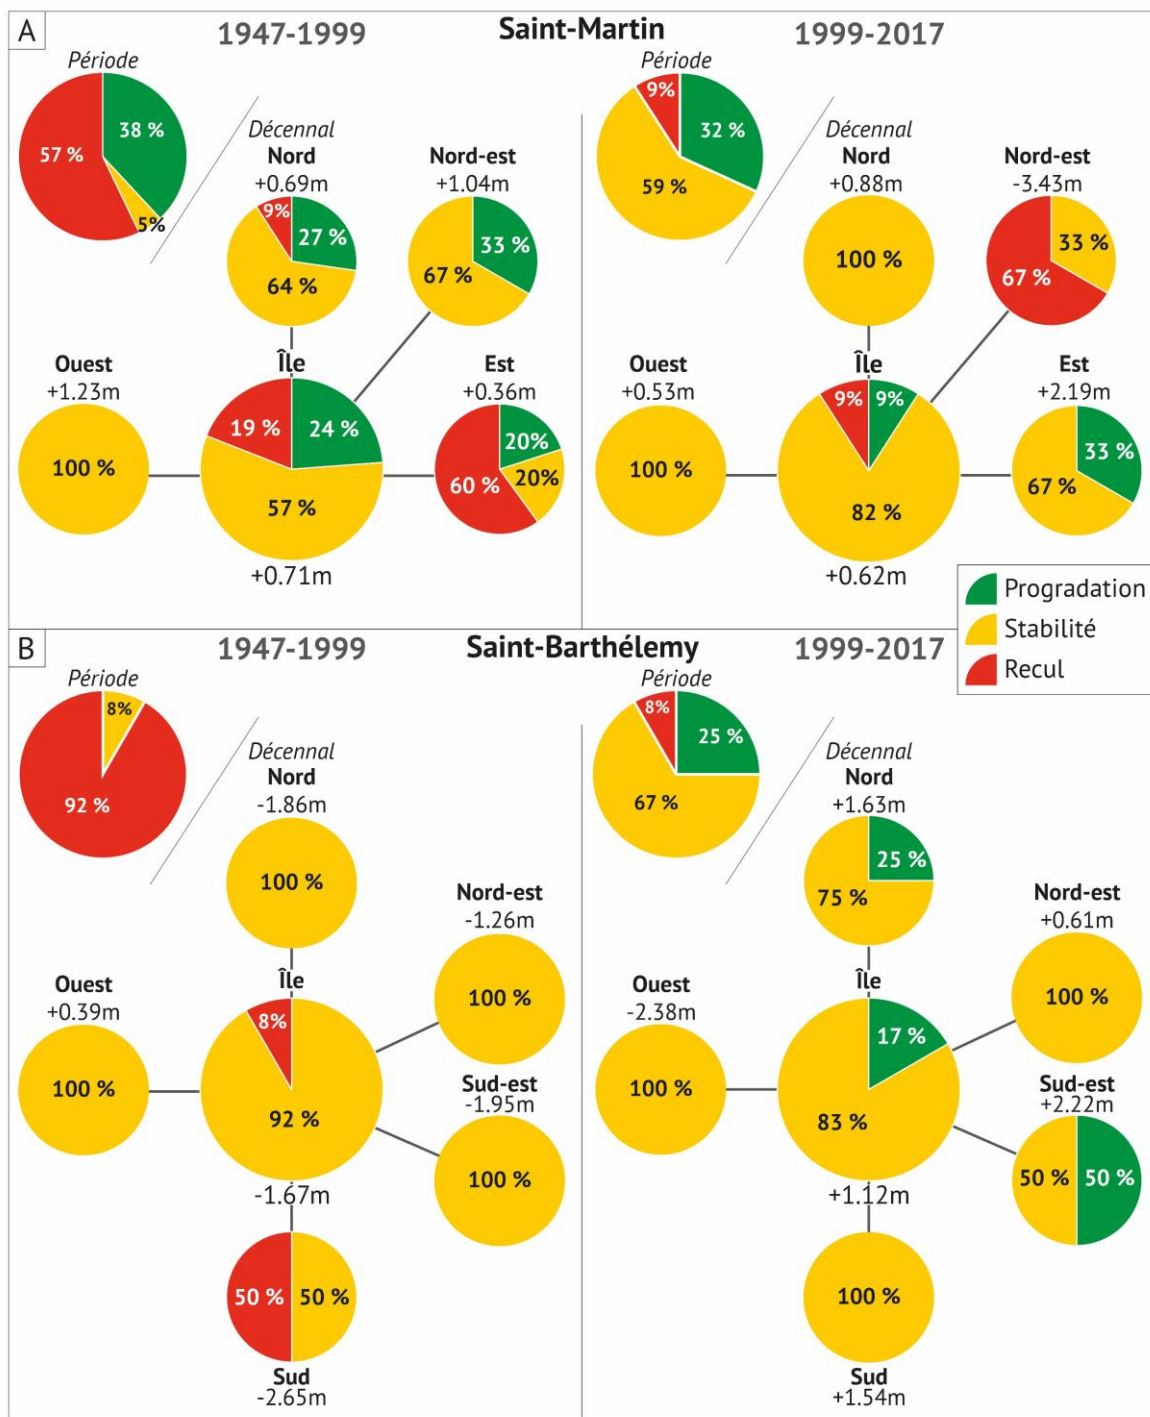 A
Saint-Martin
1947-1999
1999-2017
Période
38 %
57 %
5%
Décennal
Nord
+0.69m
9%
27 %
64 %
Nord-est
+1.04m
33 %
67 %
Ouest
+1.23m
100 %
Île
19 %
24 %
57 %
+0.71m
Est
+0.36m
20%
60 %
20%
Période
9%
32 %
59 %
Décennal
Nord
+0.88m
100 %
Nord-est
-3.43m
33 %
67 %
Ouest
+0.53m
100 %
Île
9%
9%
82 %
+0.62m
Est
+2.19m
33 %
67 %
Progradation
Stabilité
Recul
B
Saint-Barthélemy
1947-1999
1999-2017
Période
8%
92 %
Décennal
Nord
-1.86m
100 %
Nord-est
-1.26m
100 %
Ouest
+0.39m
100 %
Île
8%
92 %
-1.67m
Sud-est
-1.95m
100 %
50 %
50 %
Sud
-2.65m
Période
8%
25 %
67 %
Décennal
Nord
+1.63m
25 %
75 %
Nord-est
+0.61m
100 %
Ouest
-2.38m
100 %
Île
17 %
83 %
+1.12m
Sud-est
+2.22m
50 %
50 %
100 %
Sud
+1.54m